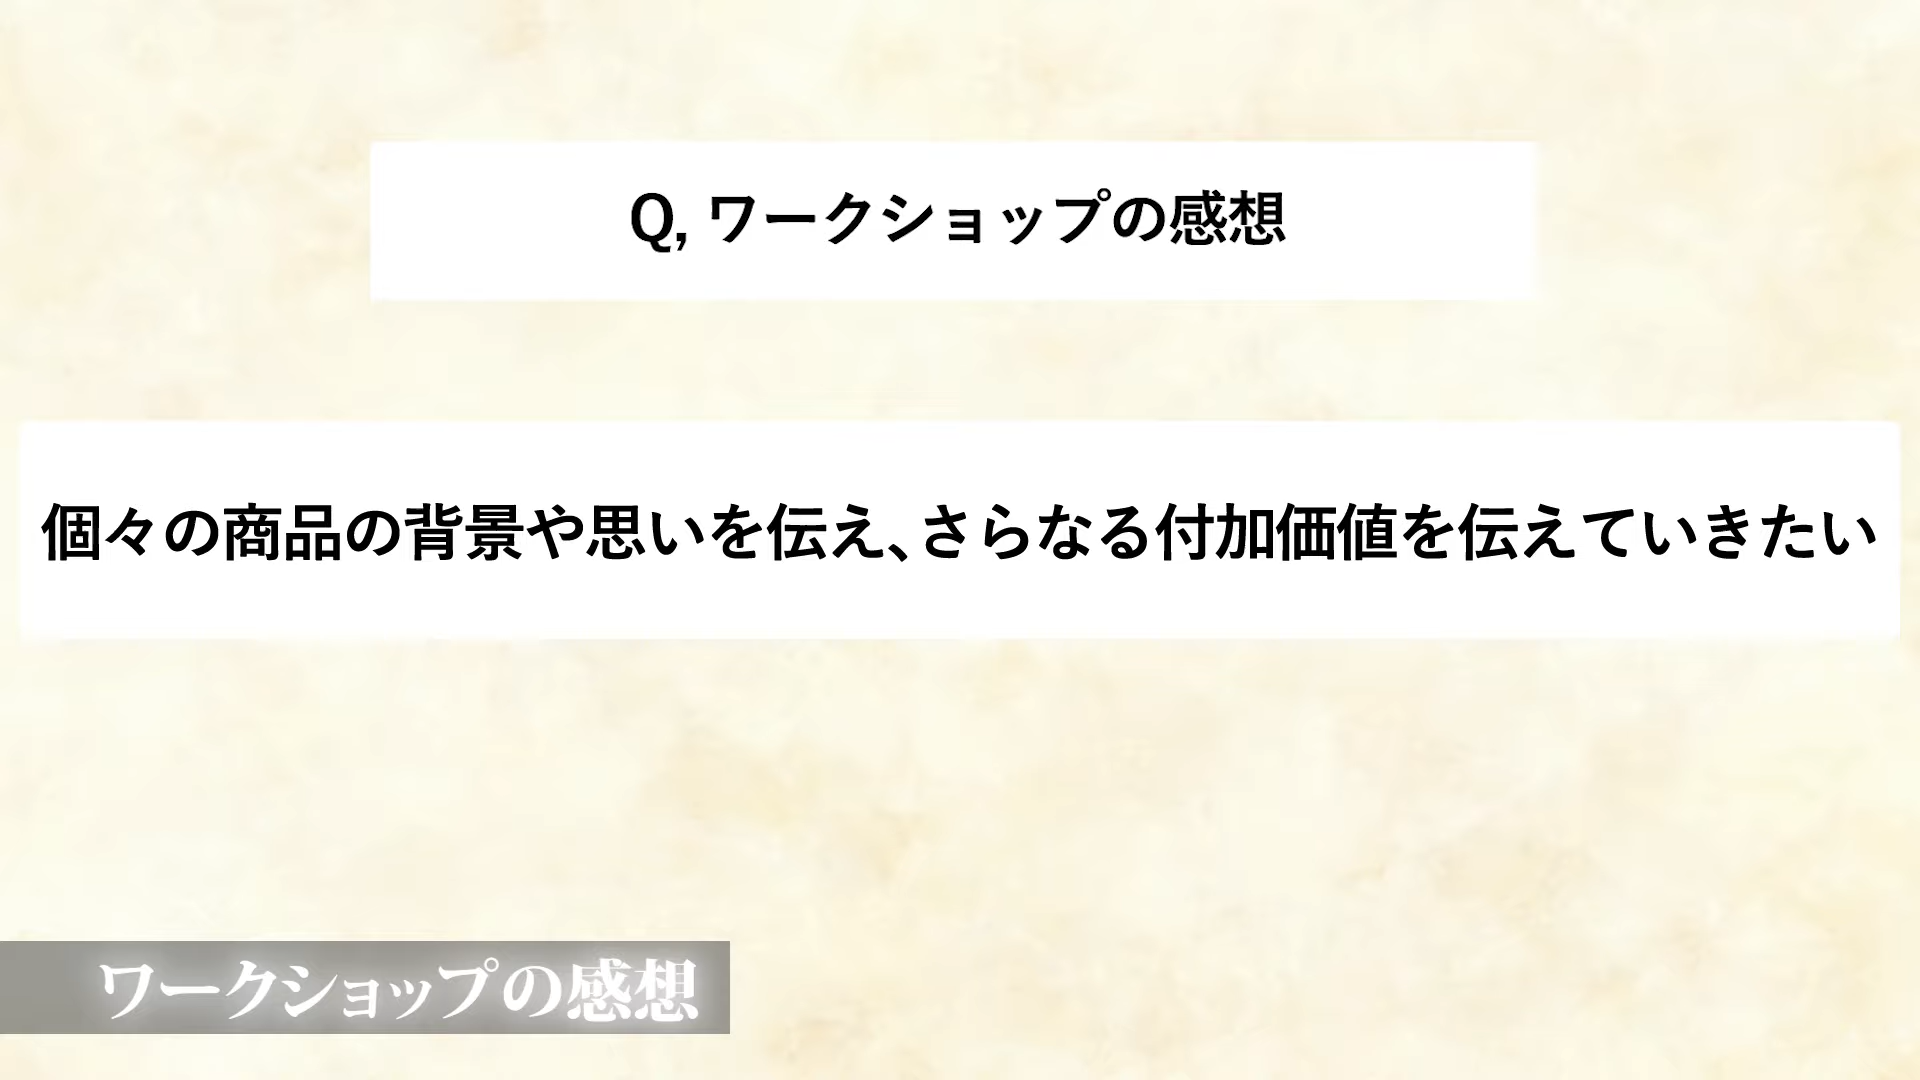 Q, ワークショップの感想
個々の商品の背景や思いを伝え、さらなる付加価値を伝えていきたい
ワークショップの感想